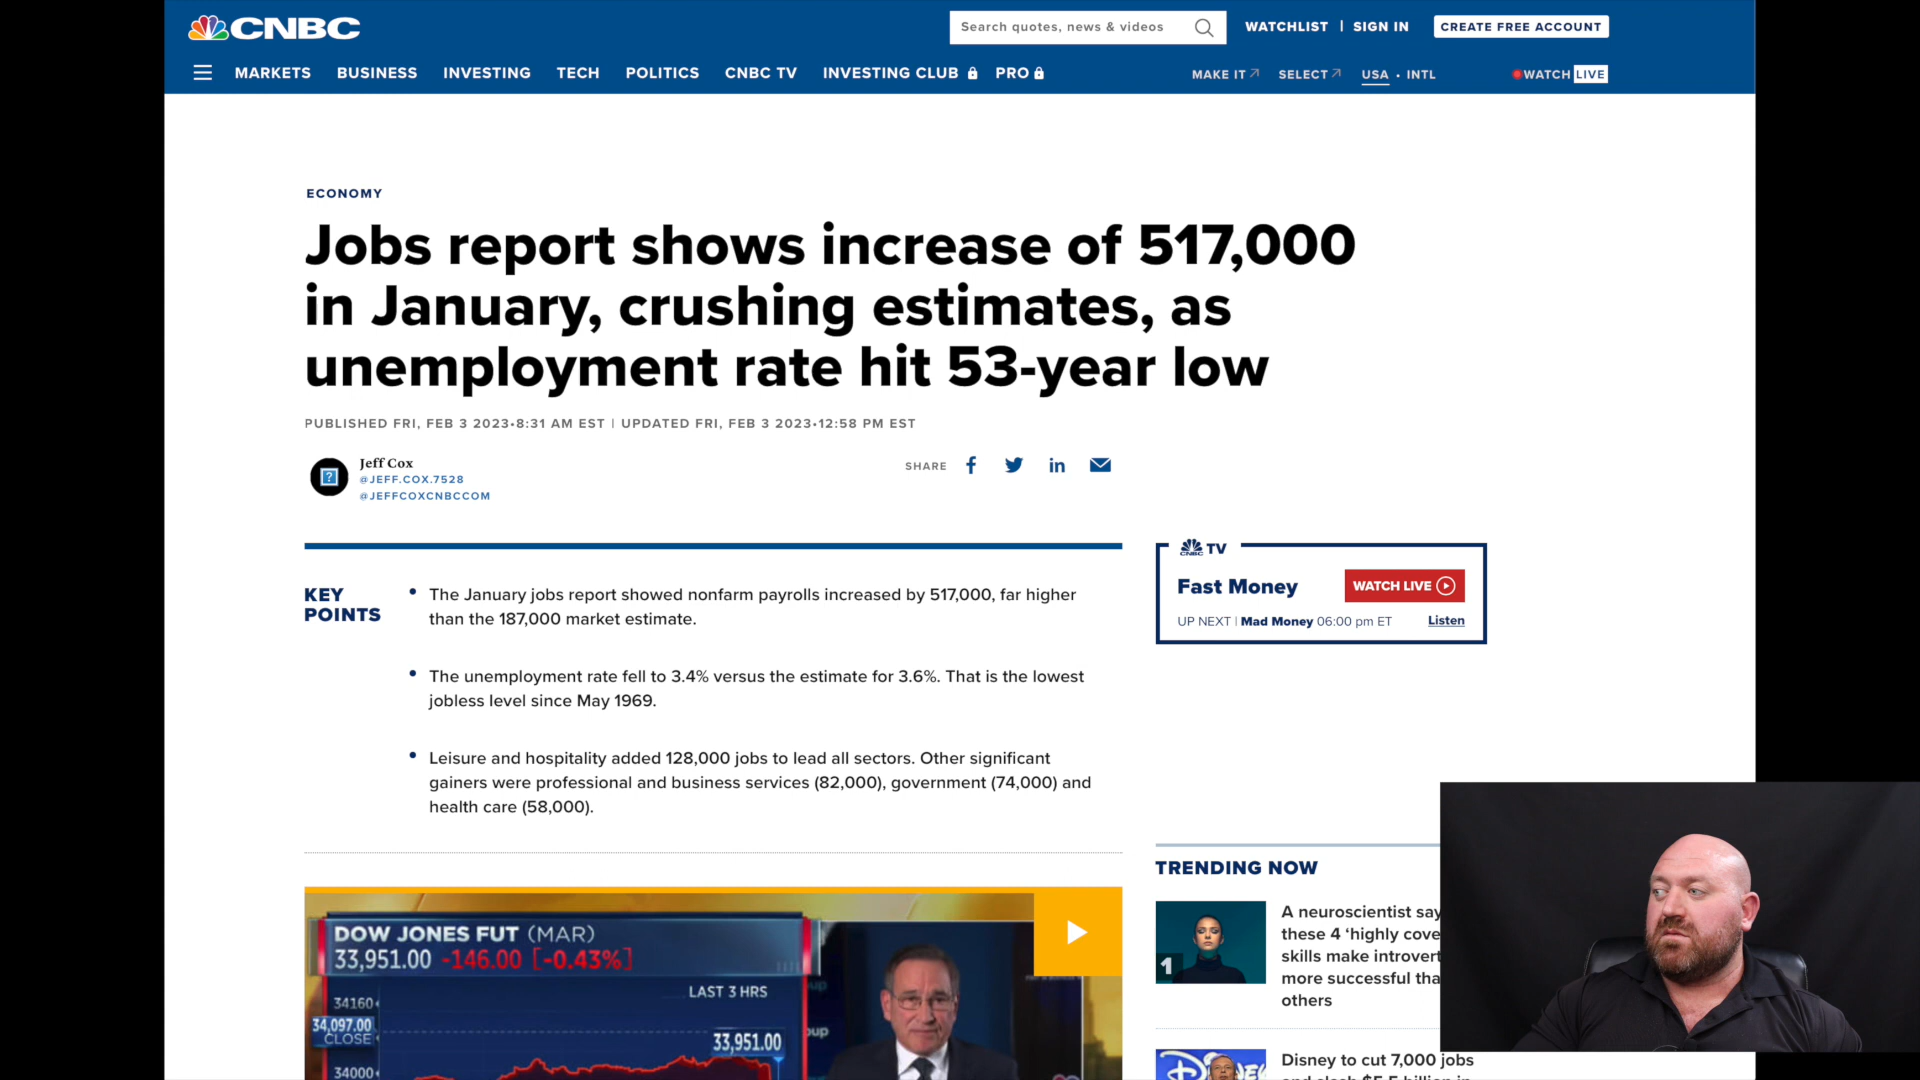 CNBC
Search quotes, news & videos
WATCHLIST | SIGN IN
CREATE FREE ACCOUNT
MARKETS BUSINESS INVESTING TECH POLITICS CNBC TV INVESTING CLUB PRO
MAKE IT SELECT USA • INTL
WATCH LIVE
ECONOMY
Jobs report shows increase of 517,000
in January, crushing estimates, as
unemployment rate hit 53-year low
PUBLISHED FRI, FEB 3 2023•8:31 AM EST | UPDATED FRI, FEB 3 2023•12:58 PM EST
Jeff Cox
@JEFF.COX.7528
@JEFFCOXCNBCCOM
SHARE
KEY
POINTS
• The January jobs report showed nonfarm payrolls increased by 517,000, far higher
than the 187,000 market estimate.
• The unemployment rate fell to 3.4% versus the estimate for 3.6%. That is the lowest
jobless level since May 1969.
• Leisure and hospitality added 128,000 jobs to lead all sectors. Other significant
gainers were professional and business services (82,000), government (74,000) and
health care (58,000).
CNBC TV
Fast Money
WATCH LIVE
UP NEXT | Mad Money 06:00 pm ET
Listen
DOW JONES FUT (MAR)
33,951.00 -146.00 [-0.43%]
LAST 3 HRS
34160
34,097.00
CLOSE
33,951.00
34000
TRENDING NOW
1
A neuroscientist say
these 4 ‘highly cove
skills make introvert
more successful tha
others
Disney to cut 7,000 jobs